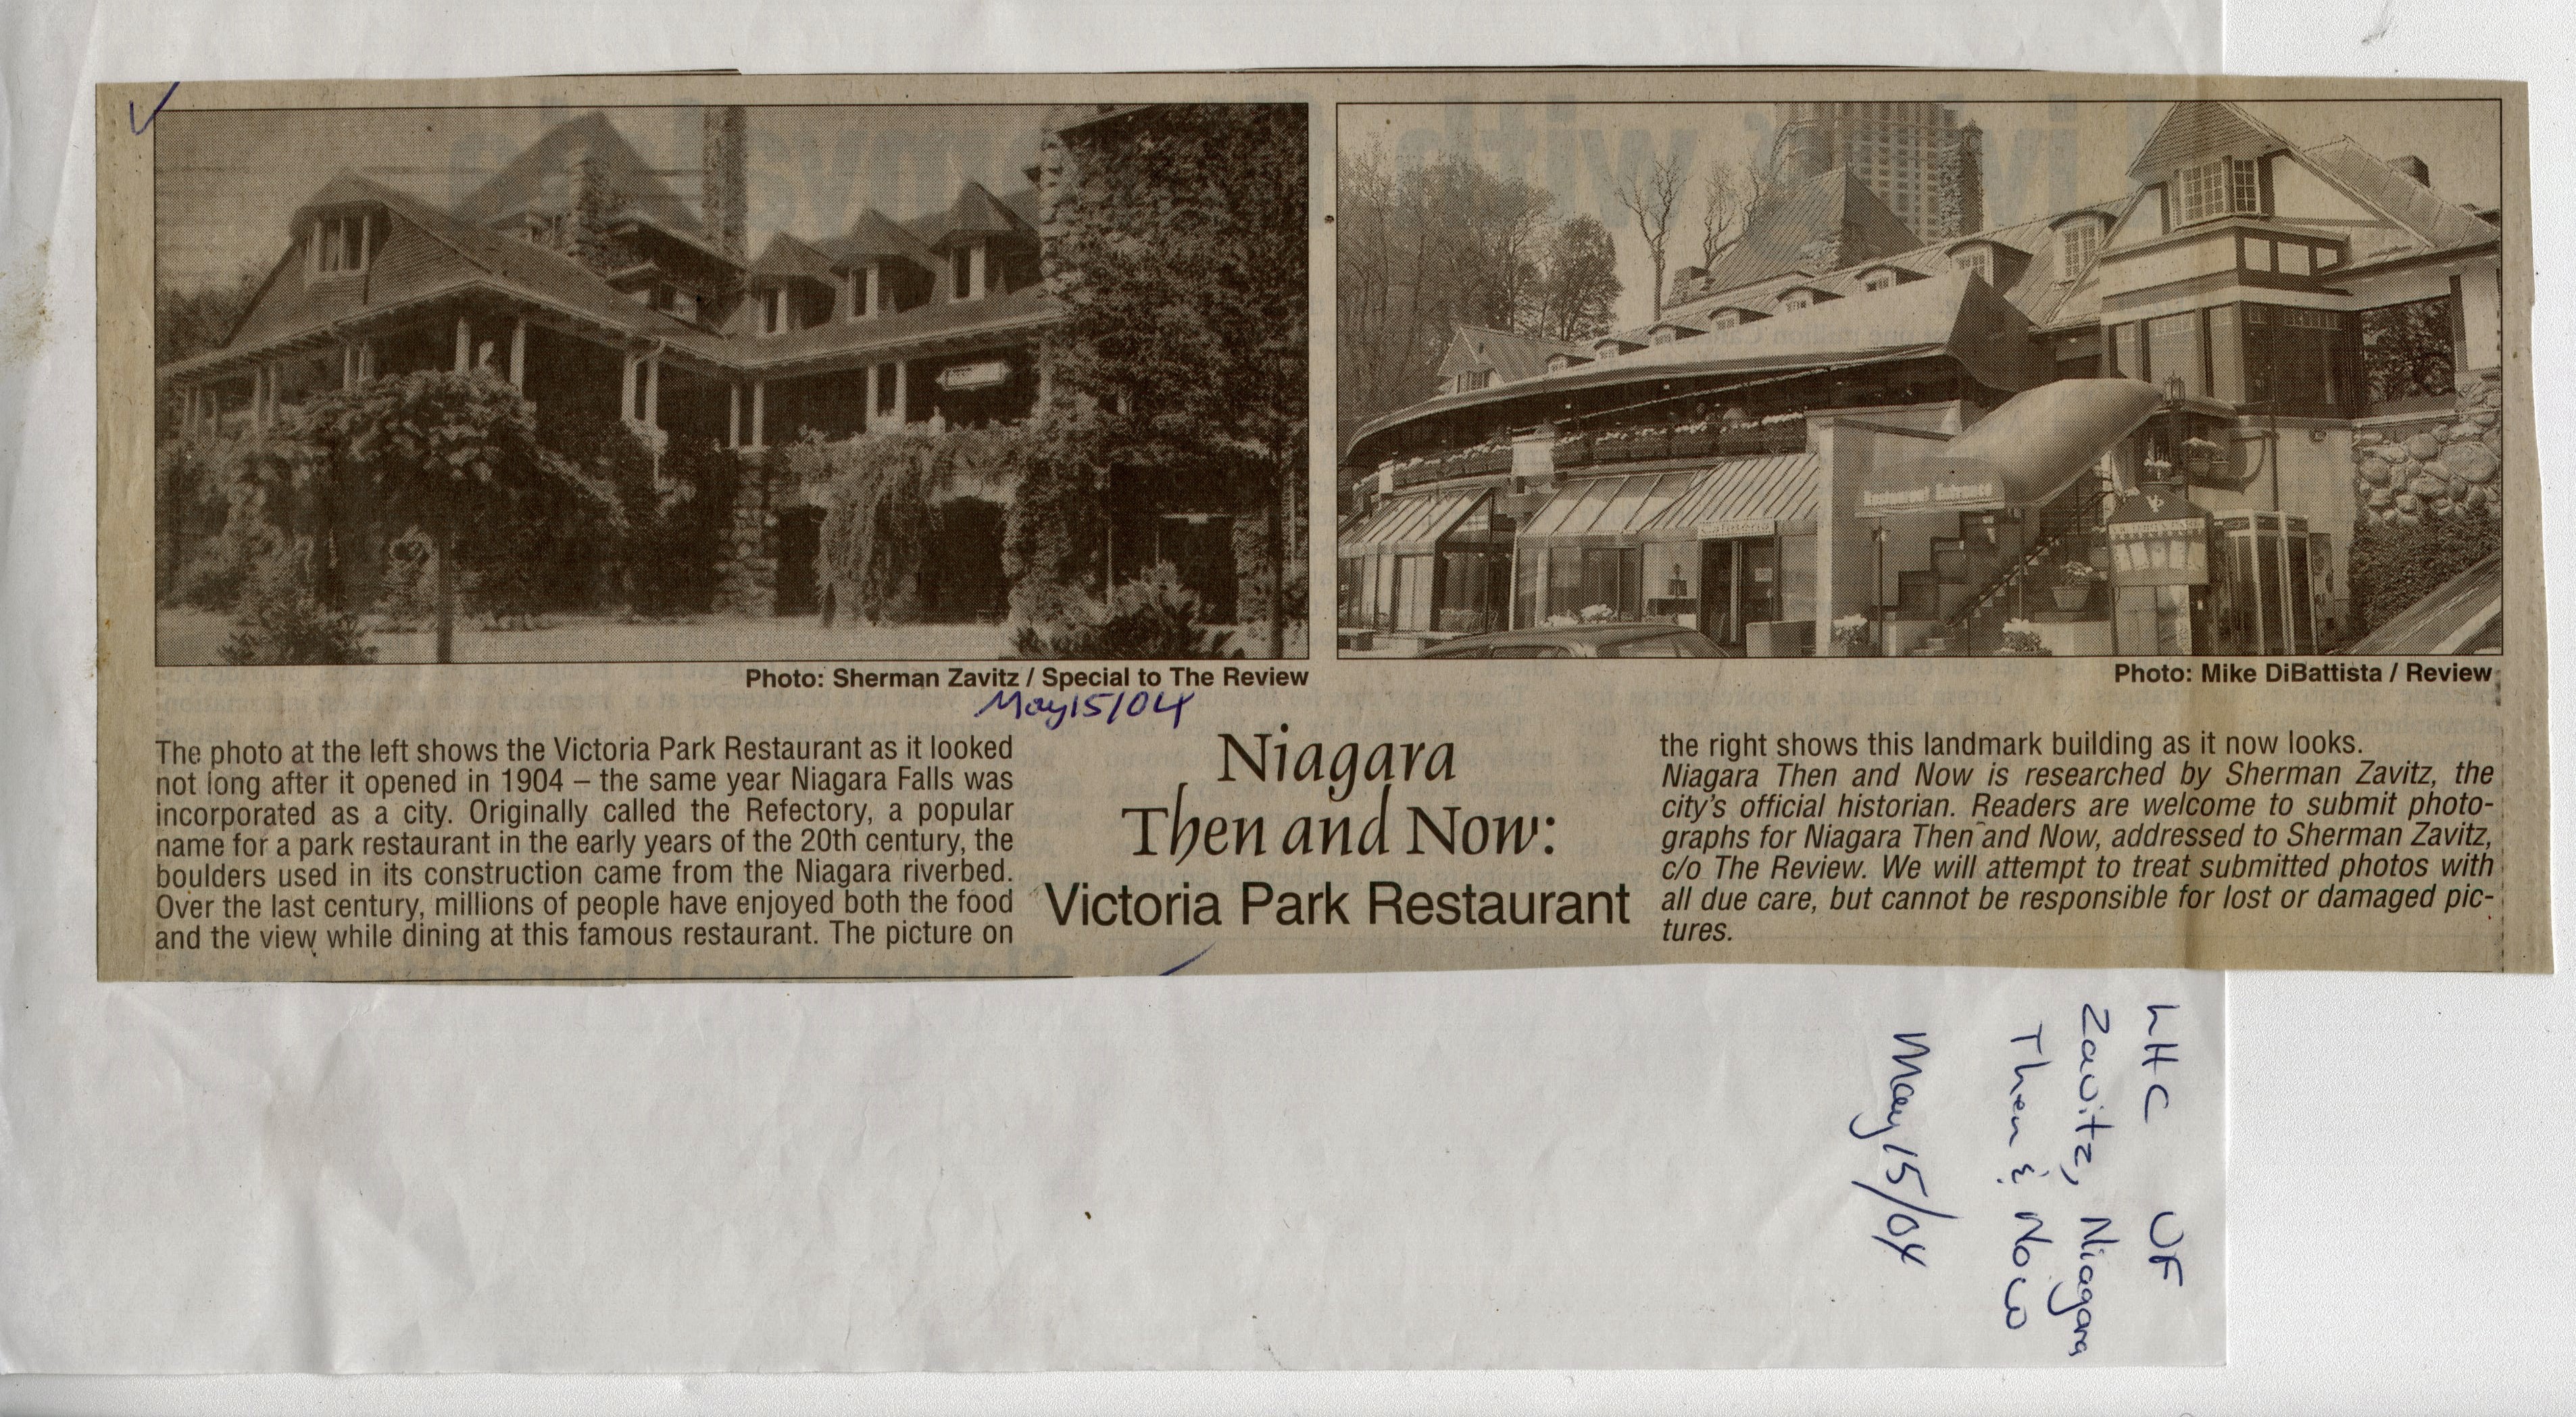 Photo: Sherman Zavitz / Special to The Review
Photo: Mike DiBattista / Review
May 15/04
The photo at the left shows the Victoria Park Restaurant as it looked
not long after it opened in 1904 – the same year Niagara Falls was
incorporated as a city. Originally called the Refectory, a popular
name for a park restaurant in the early years of the 20th century, the
boulders used in its construction came from the Niagara riverbed.
Over the last century, millions of people have enjoyed both the food
and the view while dining at this famous restaurant. The picture on
Niagara
Then and Now:
Victoria Park Restaurant
the right shows this landmark building as it now looks.
Niagara Then and Now is researched by Sherman Zavitz, the
city's official historian. Readers are welcome to submit photo-
graphs for Niagara Then and Now, addressed to Sherman Zavitz,
c/o The Review. We will attempt to treat submitted photos with
all due care, but cannot be responsible for lost or damaged pic-
tures.
Restaurant Entrance
Cafeteria
LHC VF
Zavitz, Niagara
Then & Now
May 15/04